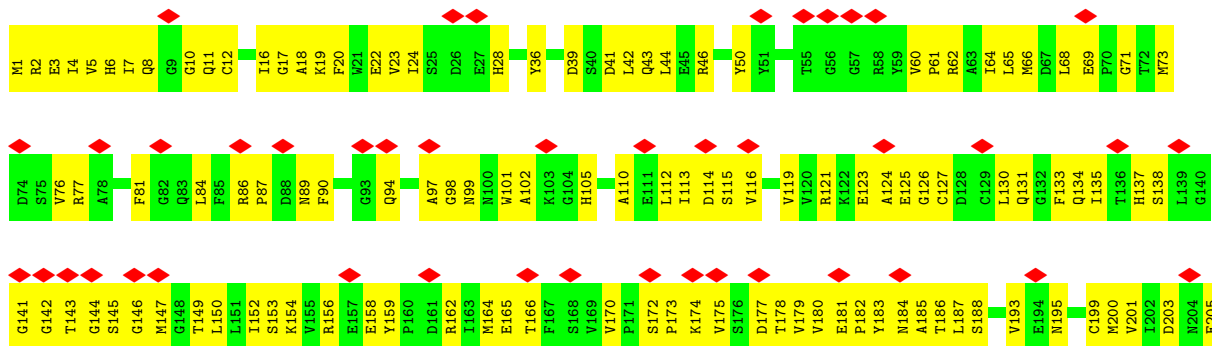 M1 R2 E3 I4 V5 H6 I7 Q8 G9 G10 Q11 C12 I16 G17 A18 K19 F20 W21 E22 V23 I24 S25 D26 E27 H28 Y36 D39 S40 D41 L42 Q43 L44 E45 R46 Y50 Y51 T55 G56 G57 R58 Y59 V60 P61 R62 A63 I64 L65 M66 D67 L68 E69 P70 G71 T72 M73
D74 S75 V76 R77 A78 F81 G82 Q83 L84 F85 R86 P87 D88 N89 F90 G93 Q94 A97 G98 N99 N100 W101 A102 K103 G104 H105 A110 E111 L112 I113 D114 S115 V116 V119 V120 R121 K122 E123 A124 E125 G126 C127 D128 C129 L130 Q131 G132 F133 Q134 I135 T136 H137 S138 L139 G140
G141 G142 T143 G144 S145 G146 M147 G148 T149 L150 L151 I152 S153 K154 V155 R156 E157 E158 Y159 P160 D161 R162 I163 M164 E165 T166 F167 S168 V169 V170 P171 S172 P173 K174 V175 S176 D177 T178 V179 V180 E181 P182 Y183 N184 A185 T186 L187 S188 V193 E194 N195 C199 M200 V201 I202 D203 N204